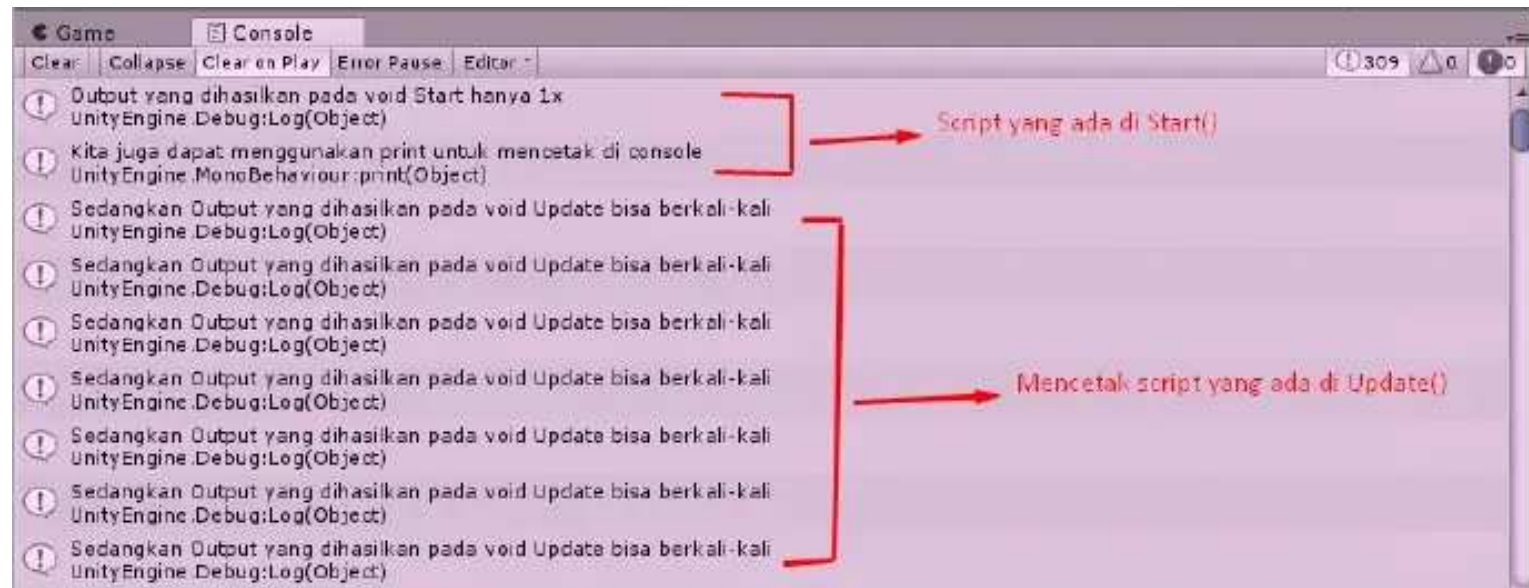 Game Console
Clear Collapse Clear on Play Error Pause Editor 309 0 0
Output yang dihasilkan pada void Start hanya 1x
UnityEngine.Debug:Log(Object)
Script yang ada di Start()
Kita juga dapat menggunakan print untuk mencetak di console
UnityEngine.MonoBehaviour:print(Object)
Sedangkan Output yang dihasilkan pada void Update bisa berkali-kali
UnityEngine.Debug:Log(Object)
Sedangkan Output yang dihasilkan pada void Update bisa berkali-kali
UnityEngine.Debug:Log(Object)
Sedangkan Output yang dihasilkan pada void Update bisa berkali-kali
UnityEngine.Debug:Log(Object)
Sedangkan Output yang dihasilkan pada void Update bisa berkali-kali
UnityEngine.Debug:Log(Object)
Mencetak script yang ada di Update()
Sedangkan Output yang dihasilkan pada void Update bisa berkali-kali
UnityEngine.Debug:Log(Object)
Sedangkan Output yang dihasilkan pada void Update bisa berkali-kali
UnityEngine.Debug:Log(Object)
Sedangkan Output yang dihasilkan pada void Update bisa berkali-kali
UnityEngine.Debug:Log(Object)